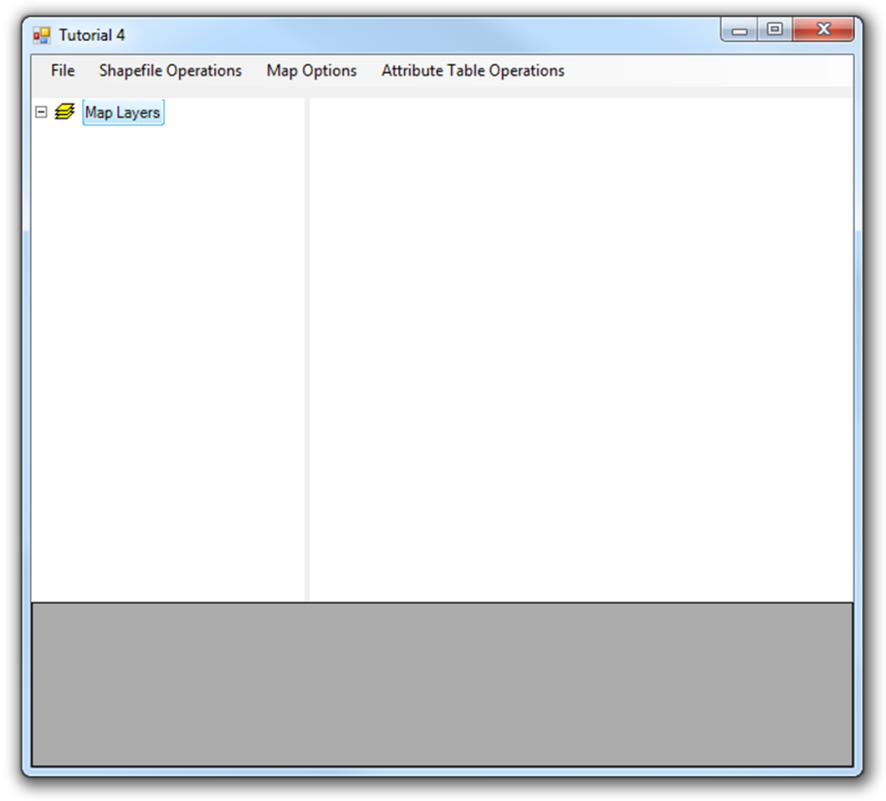 Tutorial 4
File Shapefile Operations Map Options Attribute Table Operations
Map Layers